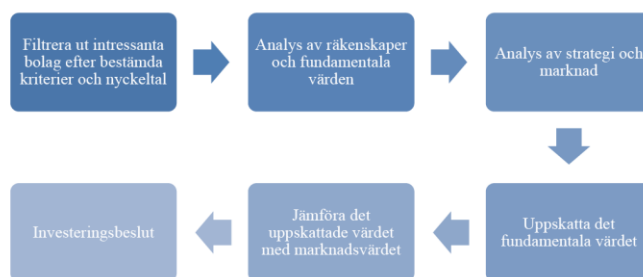 Filtrera ut intressanta
bolag efter bestämda
kriterier och nyckeltal
Analys av räkenskaper
och fundamentala
värden
Analys av strategi och
marknad
Uppskatta det
fundamentala värdet
Jämföra det
uppskattade värdet
med marknadsvärdet
Investeringsbeslut